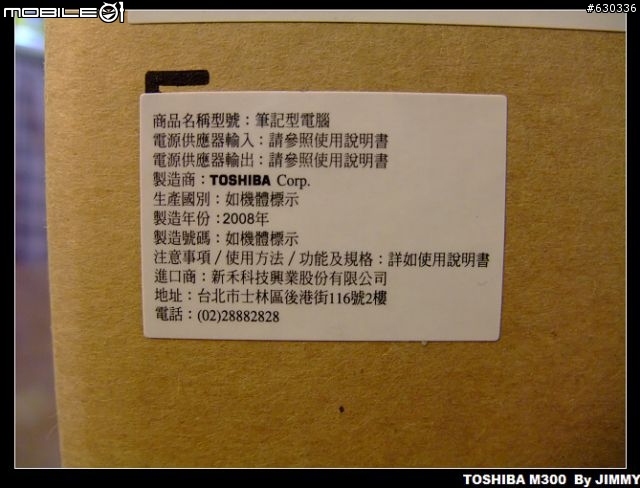 MOBILE01
#630336
商品名稱型號：筆記型電腦
電源供應器輸入：請參照使用說明書
電源供應器輸出：請參照使用說明書
製造商：TOSHIBA Corp.
生產國別：如機體標示
製造年份：2008年
製造號碼：如機體標示
注意事項/使用方法/功能及規格：詳如使用說明書
進口商：新禾科技興業股份有限公司
地址：台北市士林區後港街116號2樓
電話：(02)28882828
TOSHIBA M300 By JIMMY